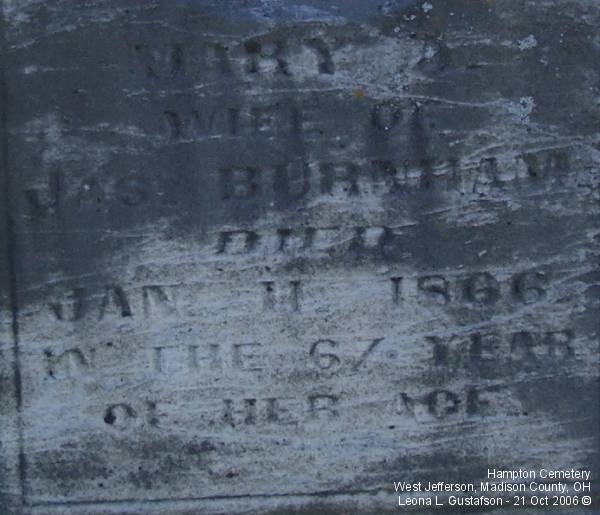 MARY A.
WIFE OF
JAS. BURNHAM,
DIED
JAN. 11, 1866
IN THE 67. YEAR
OF HER AGE.
Hampton Cemetery
West Jefferson, Madison County, OH
Leona L. Gustafson - 21 Oct 2006 ©